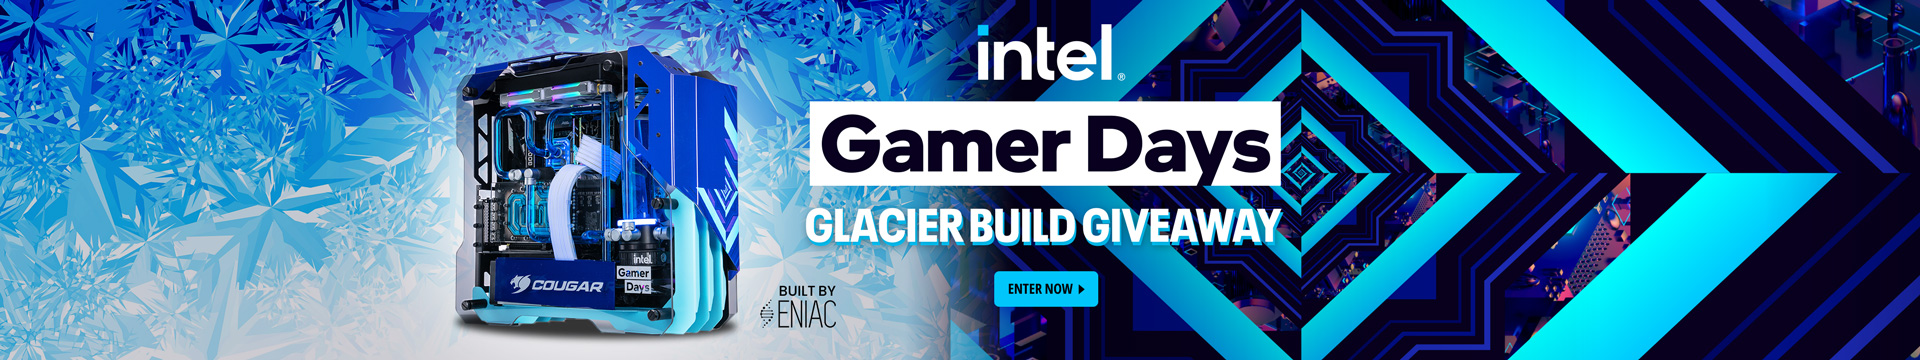 intel®
Gamer Days
GLACIER BUILD GIVEAWAY
ENTER NOW
intel
Gamer
Days
COUGAR
BUILT BY
ENIAC